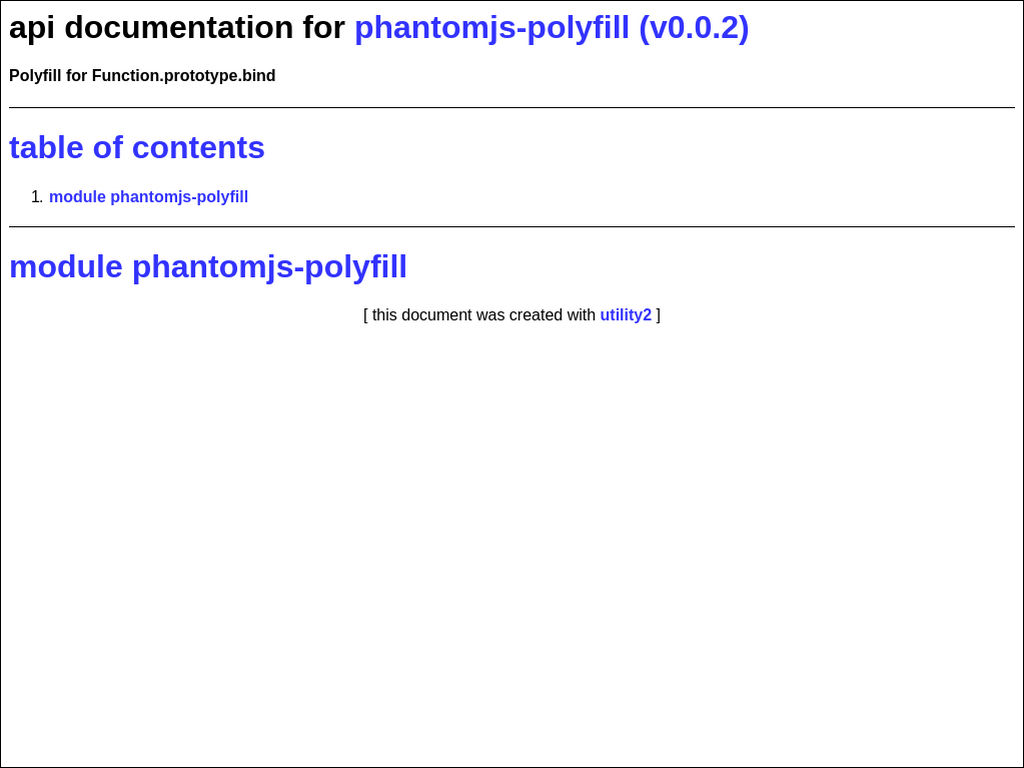 api documentation for phantomjs-polyfill (v0.0.2)
Polyfill for Function.prototype.bind
table of contents
1. module phantomjs-polyfill
module phantomjs-polyfill
[ this document was created with utility2 ]